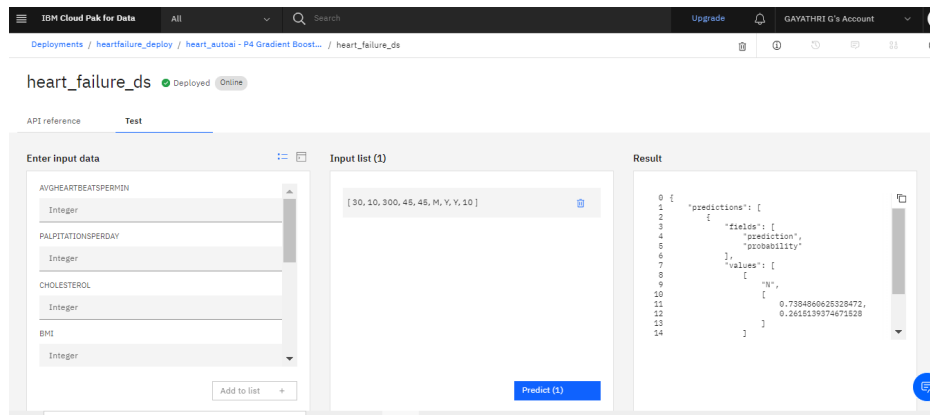 IBM Cloud Pak for Data All Search Upgrade GAYATHRI G's Account
Deployments / heartfailure_deploy / heart_autoai - P4 Gradient Boost... / heart_failure_ds
heart_failure_ds Deployed Online
API reference Test
Enter input data
AVGHEARTBEATSPERMIN
Integer
PALPITATIONSPERDAY
Integer
CHOLESTEROL
Integer
BMI
Integer
Add to list +
Input list (1)
[ 30, 10, 300, 45, 45, M, Y, Y, 10 ]
Predict (1)
Result
0 {
1 "predictions": [
2 {
3 "fields": [
4 "prediction",
5 "probability"
6 ],
7 "values": [
8 [
9 "N",
10 [
11 0.7384860625328472,
12 0.2615139374671528
13 ]
14 ]